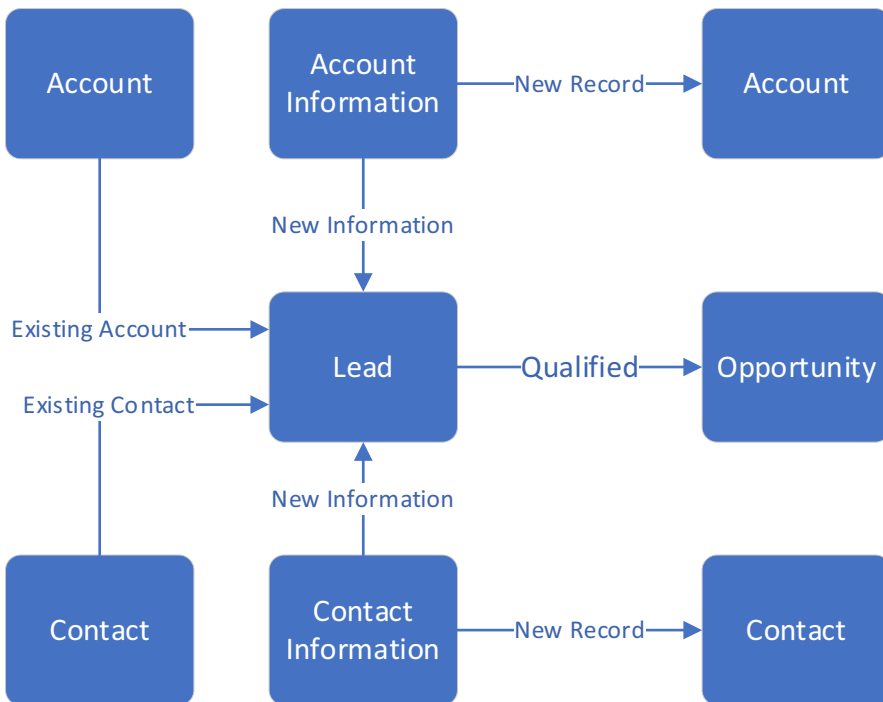 Account
Account
Information
New Record
Account
New Information
Existing Account
Lead
Qualified
Opportunity
Existing Contact
New Information
Contact
Contact
Information
New Record
Contact